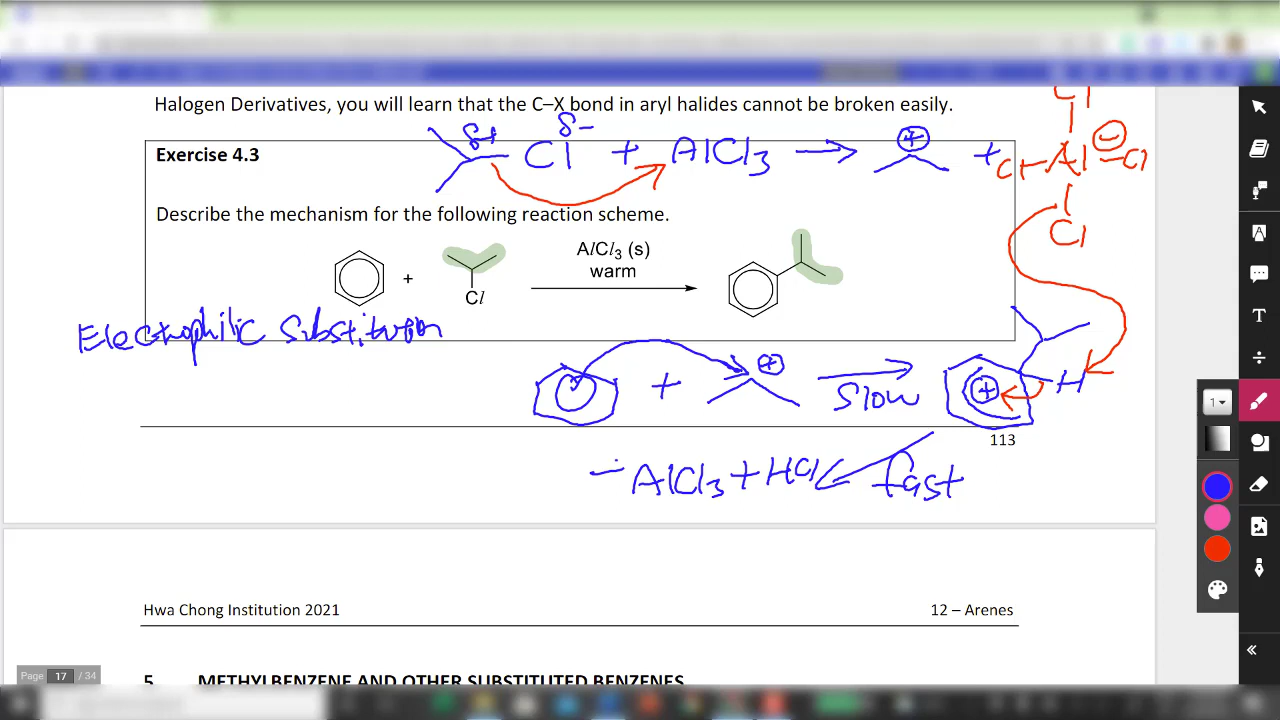 Halogen Derivatives, you will learn that the C–X bond in aryl halides cannot be broken easily.
Exercise 4.3
δ+ δ−
Cl + AlCl3 → ⊕ + Cl Cl–Al–Cl ⊖ Cl
Describe the mechanism for the following reaction scheme.
+ Cl
AlCl3 (s)
warm
Electrophilic Substitution
+ ⊕ slow + H
113
AlCl3 + HCl fast
Hwa Chong Institution 2021 12 – Arenes
5 METHYLBENZENE AND OTHER SUBSTITUTED BENZENES
Page 17 / 34
1
T